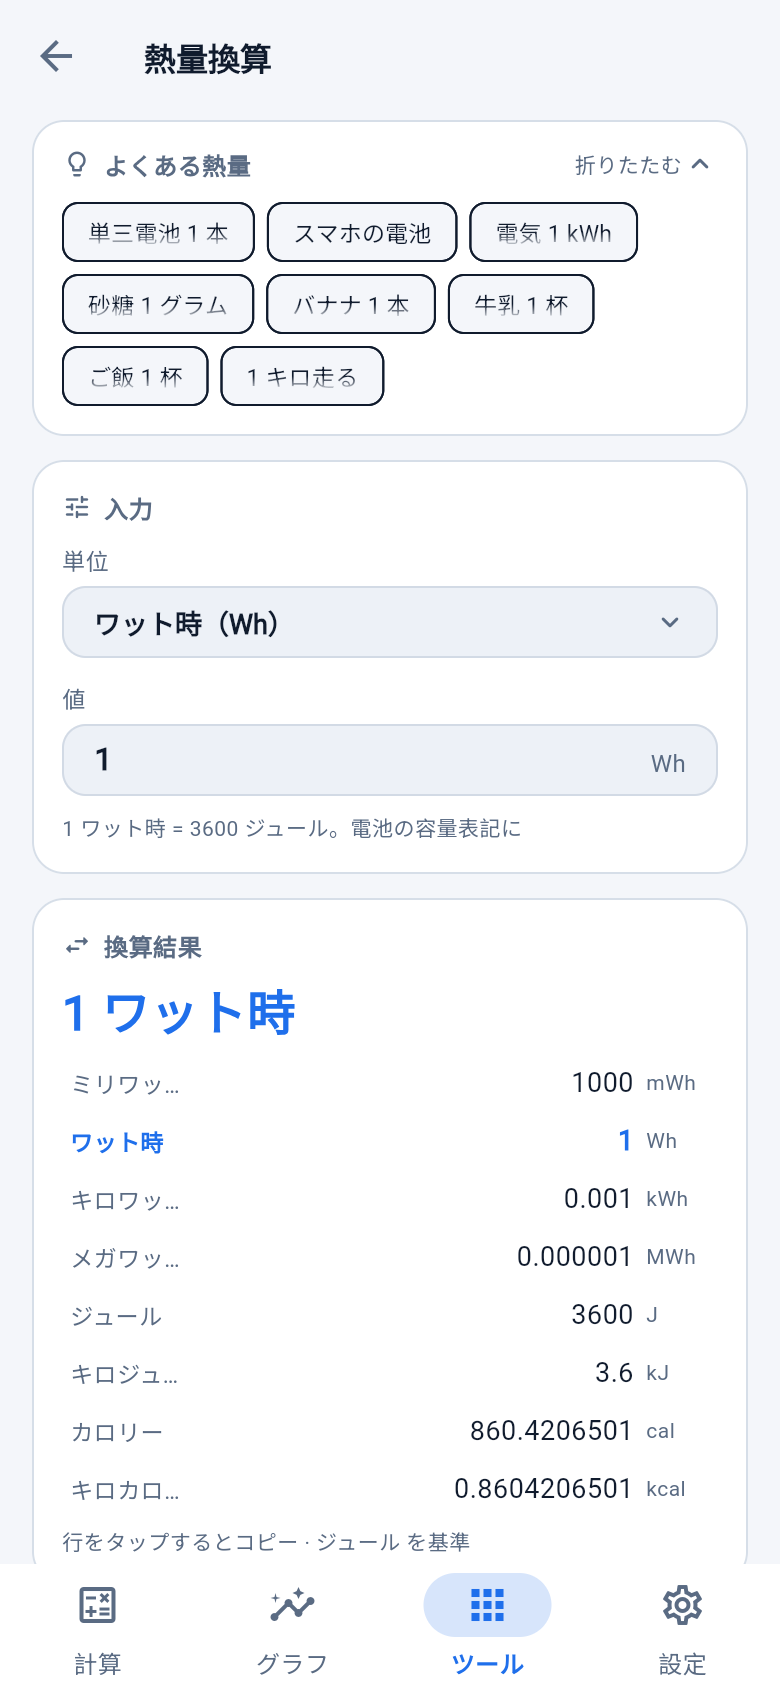 熱量換算
よくある熱量 折りたたむ
単三電池 1 本 スマホの電池 電気 1 kWh
砂糖 1 グラム バナナ 1 本 牛乳 1 杯
ご飯 1 杯 1 キロ走る
入力
単位
ワット時（Wh）
値
1 Wh
1 ワット時 = 3600 ジュール。電池の容量表記に
換算結果
1 ワット時
ミリワッ… 1000 mWh
ワット時 1 Wh
キロワッ… 0.001 kWh
メガワッ… 0.000001 MWh
ジュール 3600 J
キロジュ… 3.6 kJ
カロリー 860.4206501 cal
キロカロ… 0.8604206501 kcal
行をタップするとコピー · ジュール を基準
計算 グラフ ツール 設定